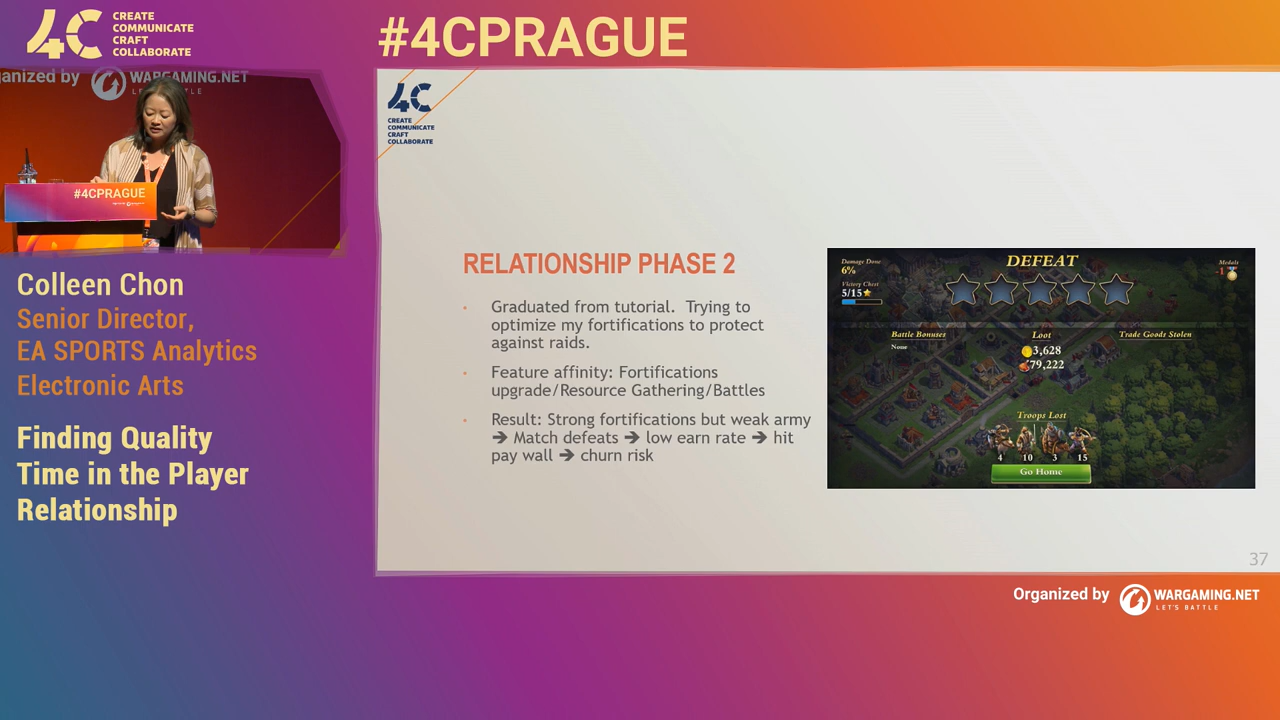 4C
CREATE
COMMUNICATE
CRAFT
COLLABORATE
#4CPRAGUE
ganized by
WARGAMING.NET
#4CPRAGUE
Colleen Chon
Senior Director,
EA SPORTS Analytics
Electronic Arts
Finding Quality
Time in the Player
Relationship
4C
CREATE
COMMUNICATE
CRAFT
COLLABORATE
RELATIONSHIP PHASE 2
• Graduated from tutorial. Trying to
optimize my fortifications to protect
against raids.
• Feature affinity: Fortifications
upgrade/Resource Gathering/Battles
• Result: Strong fortifications but weak army
➔ Match defeats ➔ low earn rate ➔ hit
pay wall ➔ churn risk
Damage Done
6%
Victory Chest
5/15
DEFEAT
Medals
-1
Battle Bonuses
None
Loot
3,628
79,222
Trade Goods Stolen
Troops Lost
4 10 3 15
Go Home
37
Organized by
WARGAMING.NET
LET'S BATTLE